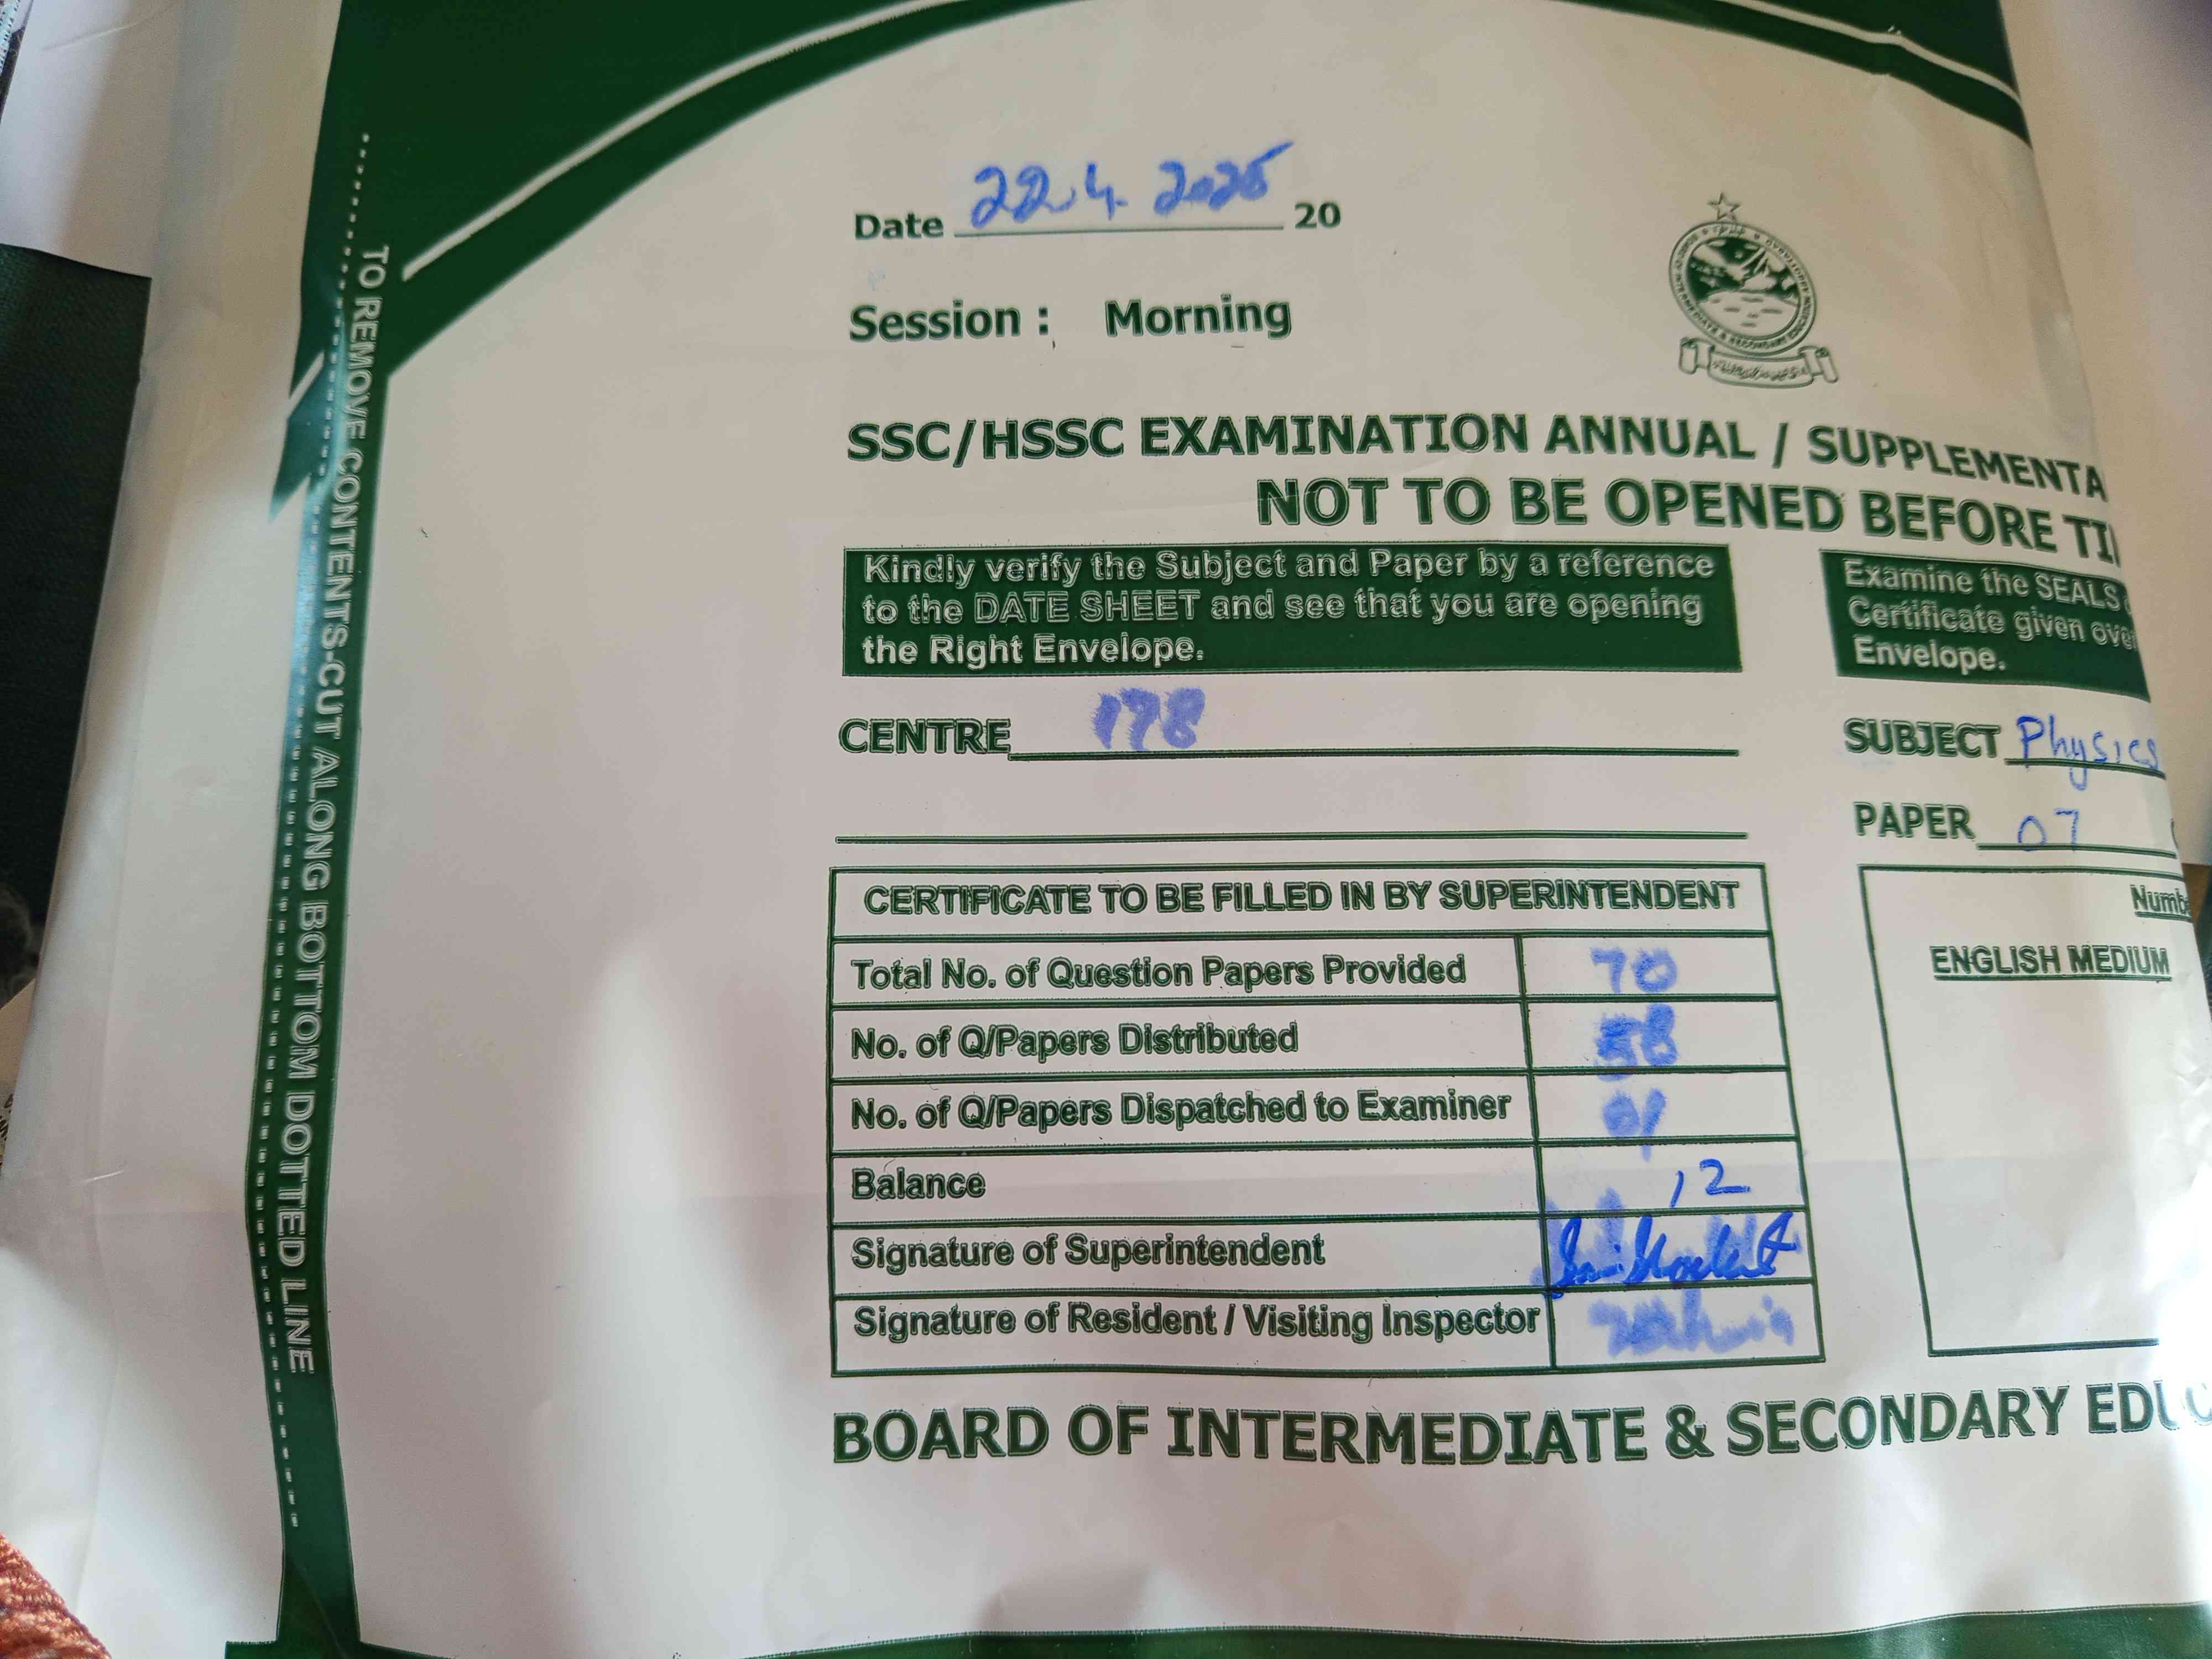 Date 22.4.2025 20
Session : Morning
SSC/HSSC EXAMINATION ANNUAL / SUPPLEMENTA
NOT TO BE OPENED BEFORE TI
Kindly verify the Subject and Paper by a reference
to the DATE SHEET and see that you are opening
the Right Envelope.
Examine the SEALS
Certificate given over
Envelope.
CENTRE 178
SUBJECT Physics
PAPER 07
CERTIFICATE TO BE FILLED IN BY SUPERINTENDENT
Total No. of Question Papers Provided 70
No. of Q/Papers Distributed 58
No. of Q/Papers Dispatched to Examiner 01
Balance 12
Signature of Superintendent
Signature of Resident / Visiting Inspector
Numb
ENGLISH MEDIUM
BOARD OF INTERMEDIATE & SECONDARY EDUC
TO REMOVE CONTENTS-CUT ALONG BOTTOM DOTTED LINE